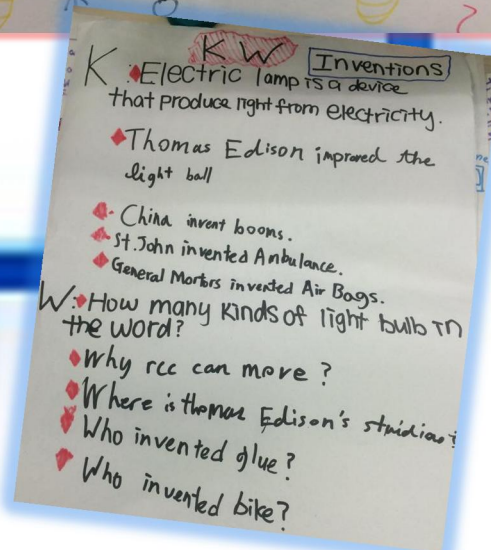 K W
Inventions
K : Electric lamp is a device
that produce light from electricity.
Thomas Edison improved the
light ball
China invent booms.
St. John invented Ambulance.
General Mortors invented Air Bags.
W: How many kinds of light bulb in
the word?
Why rcc can move?
Where is thomas Edison's
Who invented glue?
Who invented bike?